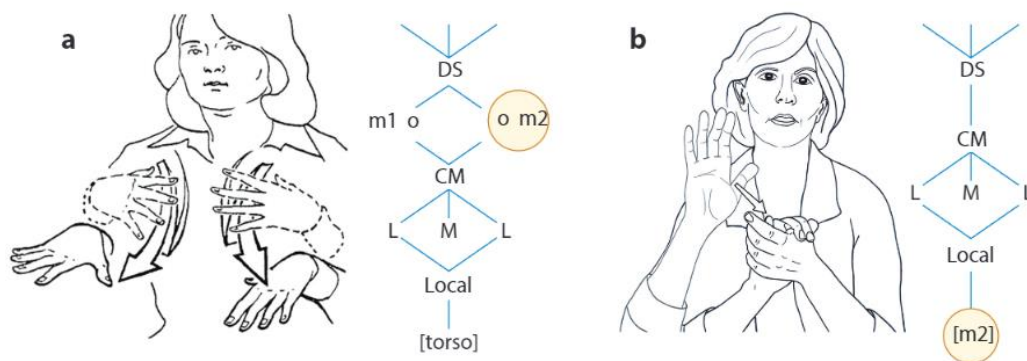 a
DS
m1 o
o m2
CM
L M L
Local
[torso]
b
DS
CM
L M L
Local
[m2]